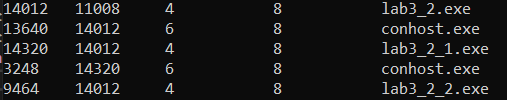 14012 11008 4 8 lab3_2.exe
13640 14012 6 8 conhost.exe
14320 14012 4 8 lab3_2_1.exe
3248 14320 6 8 conhost.exe
9464 14012 4 8 lab3_2_2.exe